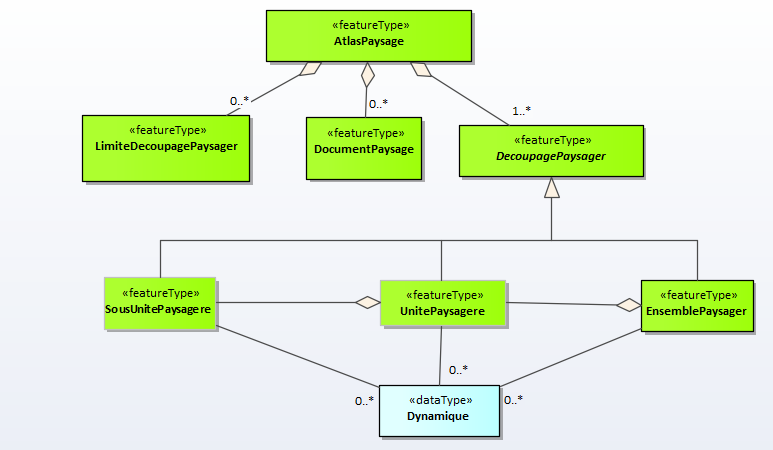 «featureType»
AtlasPaysage
0..*
0..*
1..*
«featureType»
LimiteDecoupagePaysager
«featureType»
DocumentPaysage
«featureType»
DecoupagePaysager
«featureType»
SousUnitePaysagere
«featureType»
UnitePaysagere
«featureType»
EnsemblePaysager
0..*
0..*
0..*
«dataType»
Dynamique